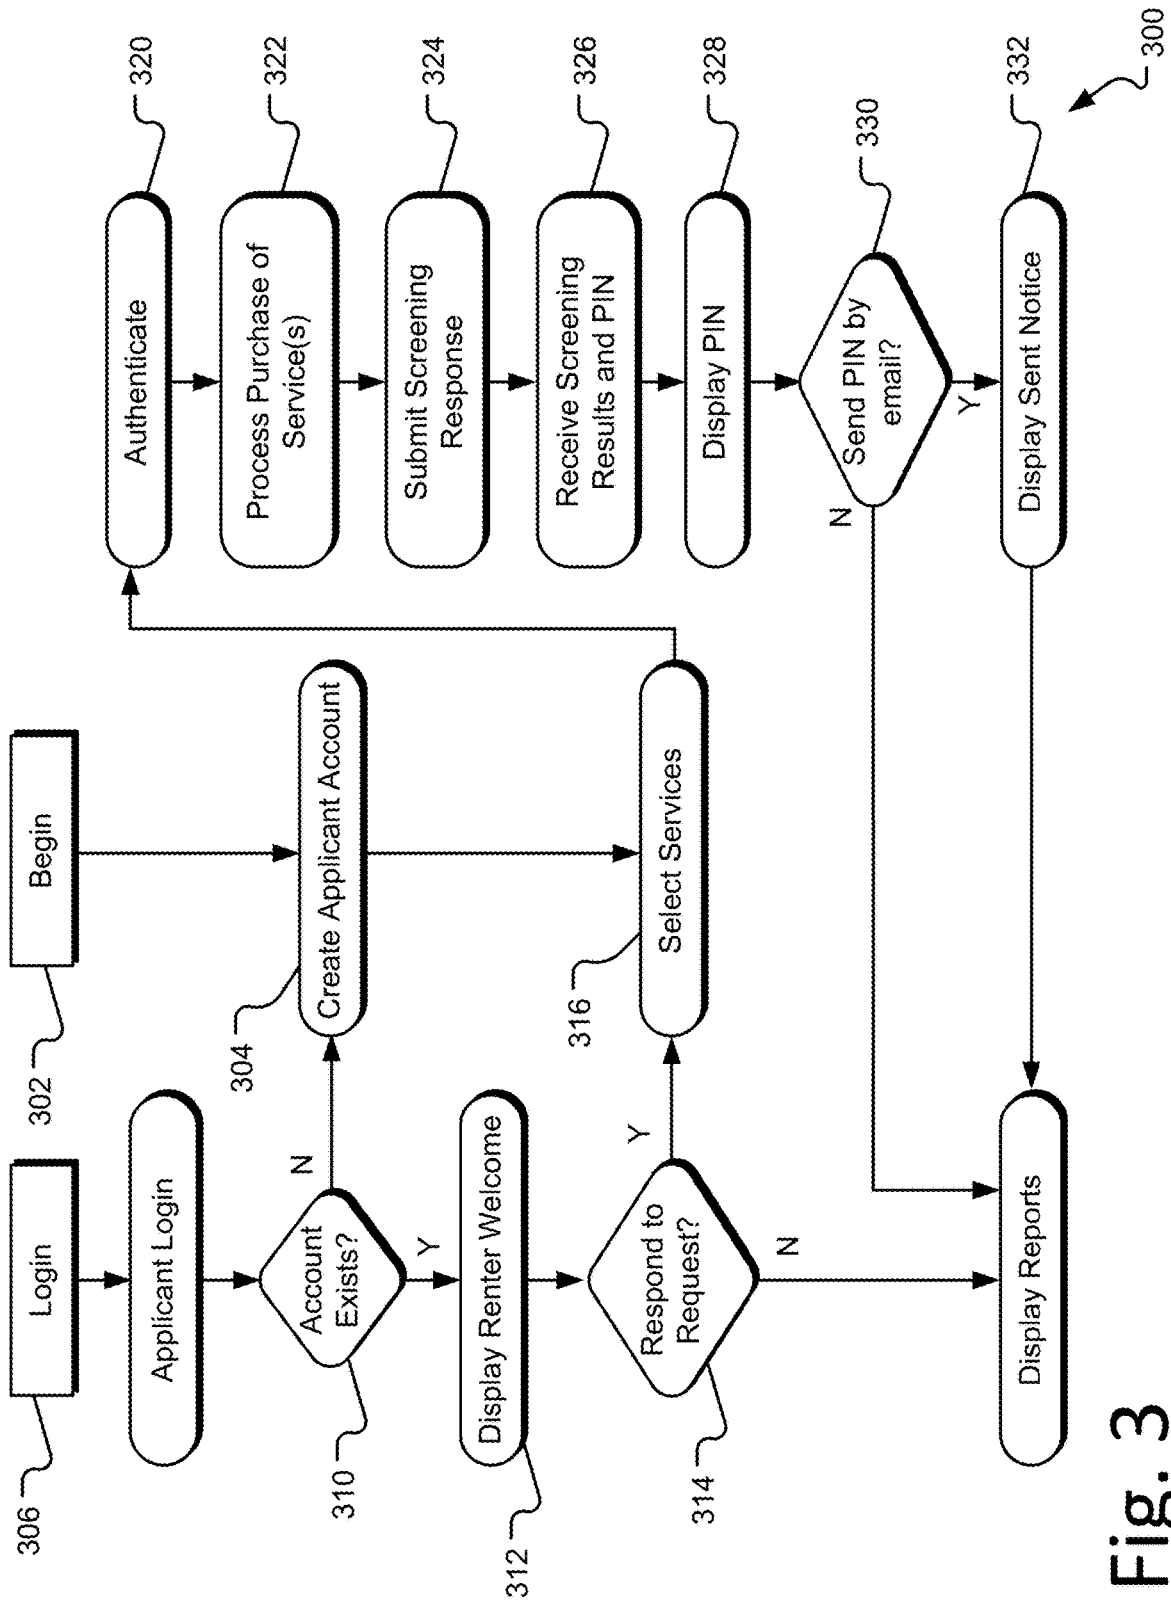 306
Login
302
Begin
Applicant Login
310
Account
Exists?
N
Y
304
Create Applicant Account
312
Display Renter Welcome
314
Respond to
Request?
Y
N
316
Select Services
Display Reports
Authenticate
320
Process Purchase of
Service(s)
322
Submit Screening
Response
324
Receive Screening
Results and PIN
326
Display PIN
328
Send PIN by
email?
330
N
Y
Display Sent Notice
332
300
Fig. 3